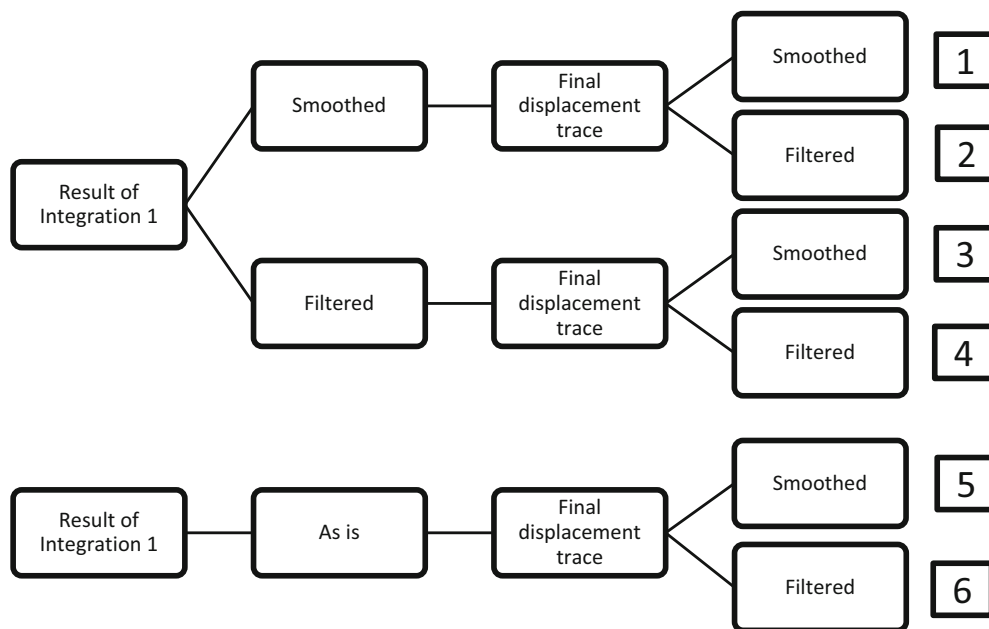 Result of
Integration 1
Smoothed
Final
displacement
trace
Smoothed
1
Filtered
2
Filtered
Final
displacement
trace
Smoothed
3
Filtered
4
Result of
Integration 1
As is
Final
displacement
trace
Smoothed
5
Filtered
6